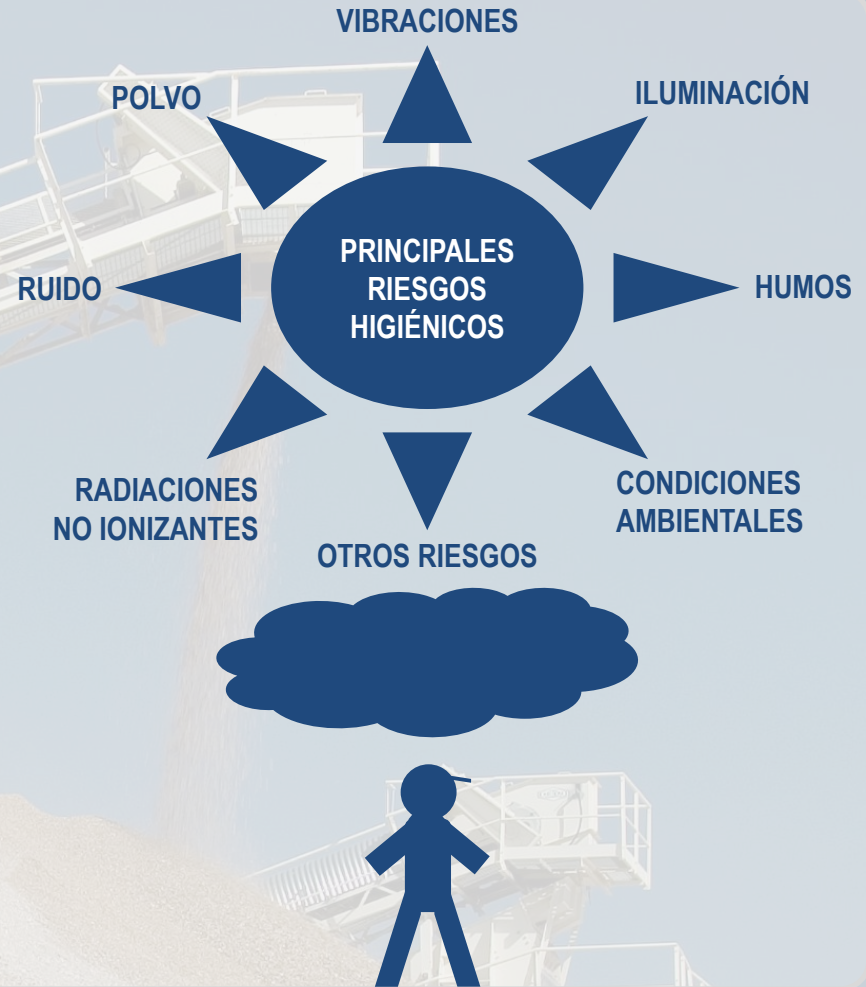 VIBRACIONES
POLVO
ILUMINACIÓN
PRINCIPALES
RIESGOS
HIGIÉNICOS
RUIDO
HUMOS
RADIACIONES
NO IONIZANTES
CONDICIONES
AMBIENTALES
OTROS RIESGOS